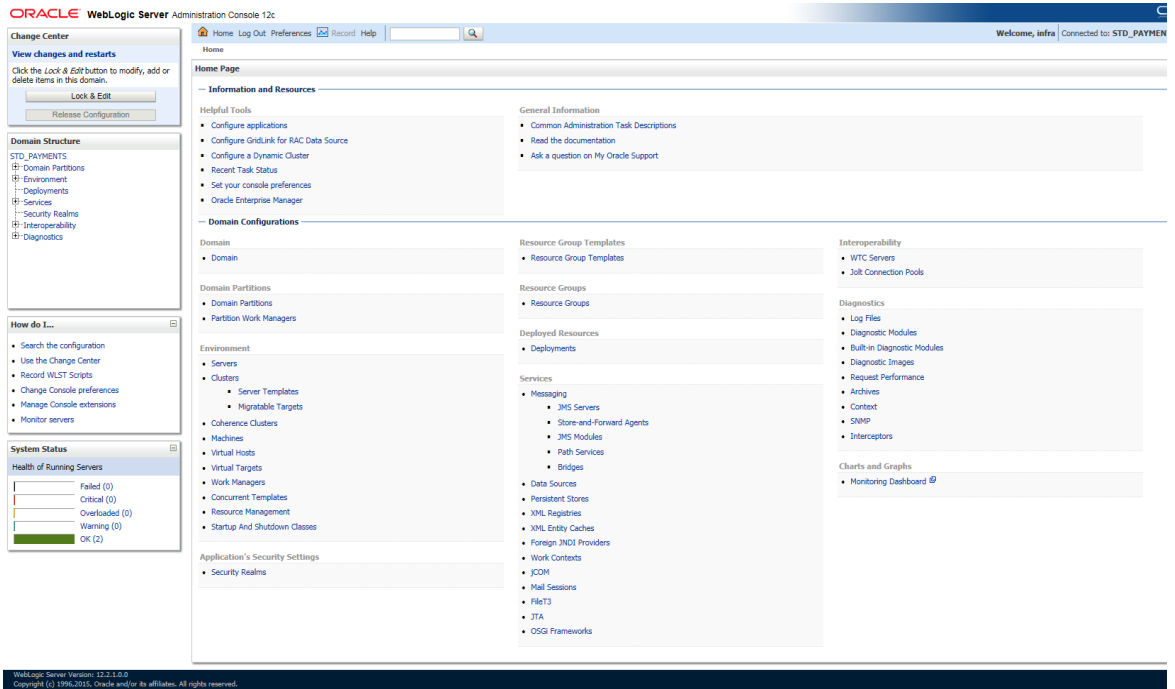 ORACLE WebLogic Server Administration Console 12c
Change Center
View changes and restarts
Click the Lock & Edit button to modify, add or
delete items in this domain.
Lock & Edit
Release Configuration
Domain Structure
STD_PAYMENTS
Domain Partitions
Environment
Deployments
Services
Security Realms
Interoperability
Diagnostics
How do I...
Search the configuration
Use the Change Center
Record WLST Scripts
Change Console preferences
Manage Console extensions
Monitor servers
System Status
Health of Running Servers
Failed (0)
Critical (0)
Overloaded (0)
Warning (0)
OK (2)
Home Log Out Preferences Record Help
Welcome, infra Connected to: STD_PAYMEN
Home
Home Page
Information and Resources
Helpful Tools
Configure applications
Configure GridLink for RAC Data Source
Configure a Dynamic Cluster
Recent Task Status
Set your console preferences
Oracle Enterprise Manager
General Information
Common Administration Task Descriptions
Read the documentation
Ask a question on My Oracle Support
Domain Configurations
Domain
Domain
Domain Partitions
Domain Partitions
Partition Work Managers
Environment
Servers
Clusters
Server Templates
Migratable Targets
Coherence Clusters
Machines
Virtual Hosts
Virtual Targets
Work Managers
Concurrent Templates
Resource Management
Startup And Shutdown Classes
Application's Security Settings
Security Realms
Resource Group Templates
Resource Group Templates
Resource Groups
Resource Groups
Deployed Resources
Deployments
Services
Messaging
JMS Servers
Store-and-Forward Agents
JMS Modules
Path Services
Bridges
Data Sources
Persistent Stores
XML Registries
XML Entity Caches
Foreign JNDI Providers
Work Contexts
jCOM
Mail Sessions
FileT3
JTA
OSGi Frameworks
Interoperability
WTC Servers
Jolt Connection Pools
Diagnostics
Log Files
Diagnostic Modules
Built-in Diagnostic Modules
Diagnostic Images
Request Performance
Archives
Context
SNMP
Interceptors
Charts and Graphs
Monitoring Dashboard
WebLogic Server Version: 12.2.1.0.0
Copyright (c) 1996,2015, Oracle and/or its affiliates. All rights reserved.